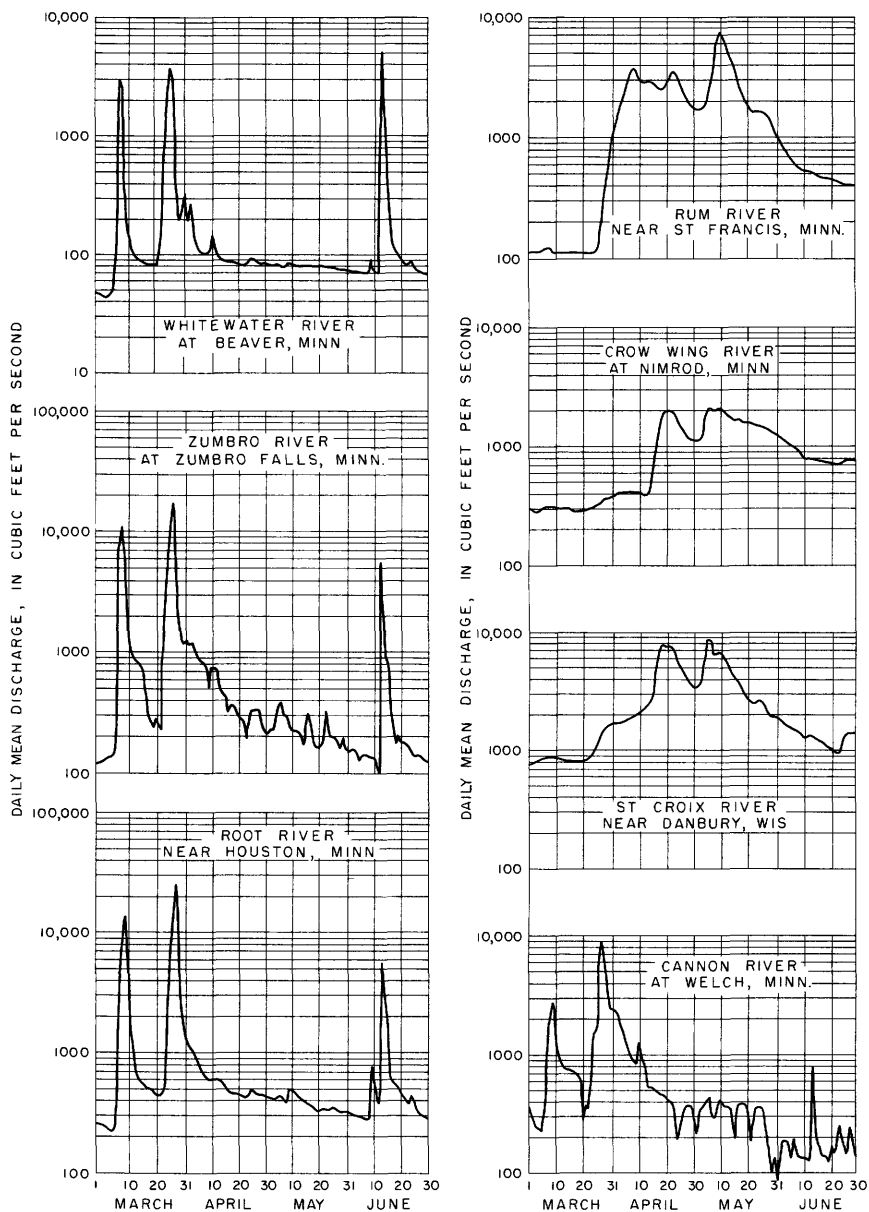 DAILY MEAN DISCHARGE, IN CUBIC FEET PER SECOND
10,000
1000
100
10
WHITEWATER RIVER
AT BEAVER, MINN
100,000
10,000
1000
100
ZUMBRO RIVER
AT ZUMBRO FALLS, MINN.
100,000
10,000
1000
100
ROOT RIVER
NEAR HOUSTON, MINN
1 10 20 31 10 20 30 10 20 31 10 20 30
MARCH APRIL MAY JUNE
DAILY MEAN DISCHARGE, IN CUBIC FEET PER SECOND
10,000
1000
100
RUM RIVER
NEAR ST FRANCIS, MINN.
10,000
1000
100
CROW WING RIVER
AT NIMROD, MINN
10,000
1000
100
ST CROIX RIVER
NEAR DANBURY, WIS
10,000
1000
100
CANNON RIVER
AT WELCH, MINN.
1 10 20 31 10 20 30 10 20 31 10 20 30
MARCH APRIL MAY JUNE